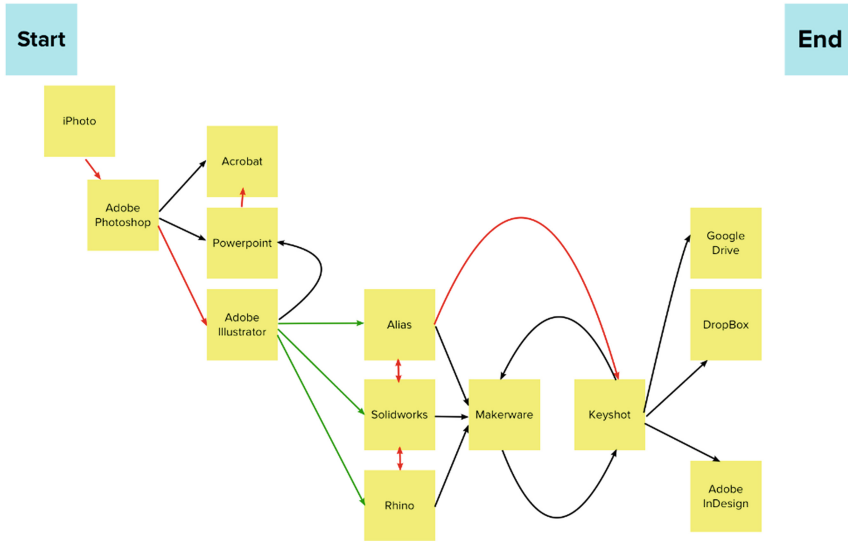 Start
End
iPhoto
Adobe
Photoshop
Acrobat
Powerpoint
Adobe
Illustrator
Alias
Solidworks
Rhino
Makerware
Keyshot
Google
Drive
DropBox
Adobe
InDesign